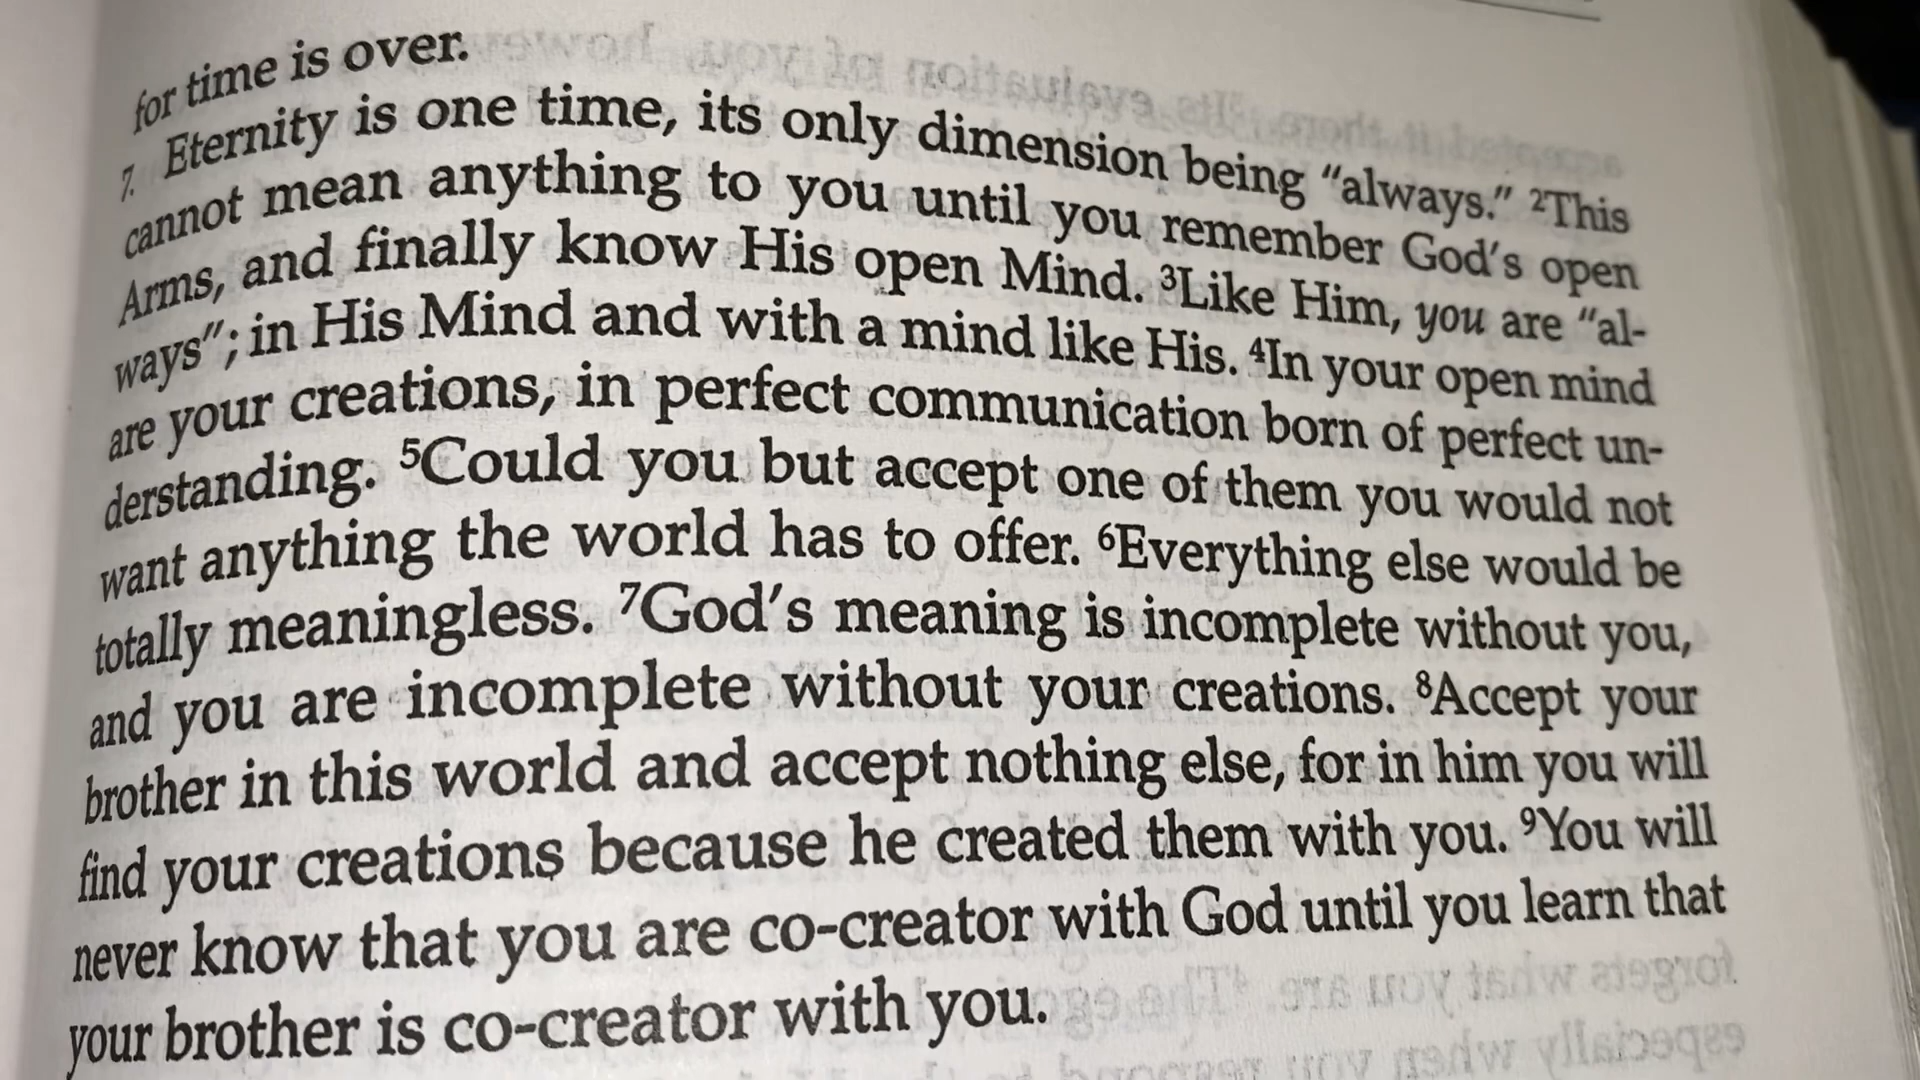 for time is over.
7. Eternity is one time, its only dimension being "always." ²This
cannot mean anything to you until you remember God's open
Arms, and finally know His open Mind. ³Like Him, you are "al-
ways"; in His Mind and with a mind like His. ⁴In your open mind
are your creations, in perfect communication born of perfect un-
derstanding. ⁵Could you but accept one of them you would not
want anything the world has to offer. ⁶Everything else would be
totally meaningless. ⁷God's meaning is incomplete without you,
and you are incomplete without your creations. ⁸Accept your
brother in this world and accept nothing else, for in him you will
find your creations because he created them with you. ⁹You will
never know that you are co-creator with God until you learn that
your brother is co-creator with you.